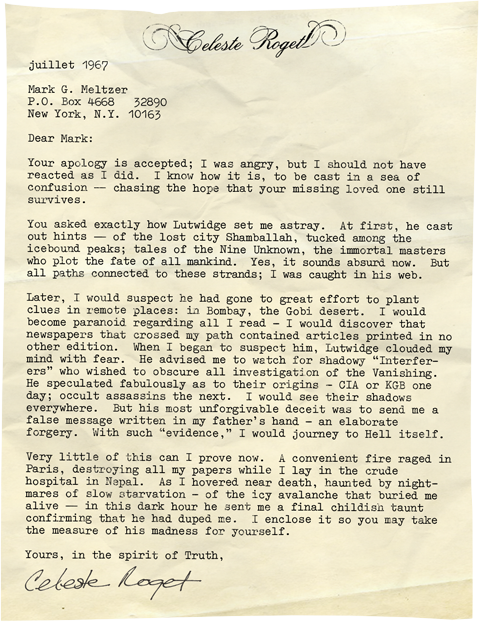 Celeste Roget
juillet 1967
Mark G. Meltzer
P.O. Box 4668   32890
New York, N.Y. 10163
Dear Mark:
Your apology is accepted; I was angry, but I should not have
reacted as I did.  I know how it is, to be cast in a sea of
confusion — chasing the hope that your missing loved one still
survives.
You asked exactly how Lutwidge set me astray.  At first, he cast
out hints — of the lost city Shamballah, tucked among the
icebound peaks; tales of the Nine Unknown, the immortal masters
who plot the fate of all mankind.  Yes, it sounds absurd now.  But
all paths connected to these strands; I was caught in his web.
Later, I would suspect he had gone to great effort to plant
clues in remote places: in Bombay, the Gobi desert.  I would
become paranoid regarding all I read – I would discover that
newspapers that crossed my path contained articles printed in no
other edition.  When I began to suspect him, Lutwidge clouded my
mind with fear.  He advised me to watch for shadowy “Interfer-
ers” who wished to obscure all investigation of the Vanishing.
He speculated fabulously as to their origins – CIA or KGB one
day; occult assassins the next.  I would see their shadows
everywhere.  But his most unforgivable deceit was to send me a
false message written in my father's hand – an elaborate
forgery.  With such “evidence,” I would journey to Hell itself.
Very little of this can I prove now.  A convenient fire raged in
Paris, destroying all my papers while I lay in the crude
hospital in Nepal.  As I hovered near death, haunted by night-
mares of slow starvation – of the icy avalanche that buried me
alive — in this dark hour he sent me a final childish taunt
confirming that he had duped me.  I enclose it so you may take
the measure of his madness for yourself.
Yours, in the spirit of Truth,
Celeste Roget